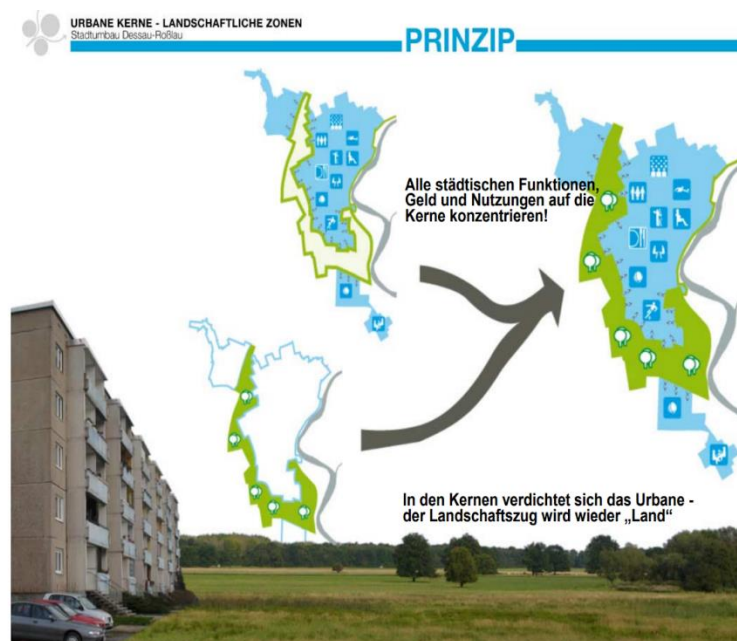 URBANE KERNE - LANDSCHAFTLICHE ZONEN
Stadtumbau Dessau-Roßlau
PRINZIP
Alle städtischen Funktionen,
Geld und Nutzungen auf die
Kerne konzentrieren!
In den Kernen verdichtet sich das Urbane -
der Landschaftszug wird wieder „Land“